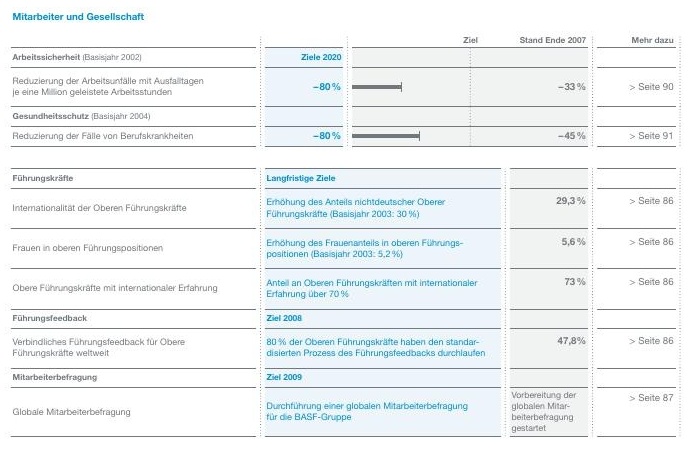 Mitarbeiter und Gesellschaft
Ziel Stand Ende 2007 Mehr dazu
Arbeitssicherheit (Basisjahr 2002) Ziele 2020
Reduzierung der Arbeitsunfälle mit Ausfalltagen
je eine Million geleistete Arbeitsstunden
−80 % −33 % > Seite 90
Gesundheitsschutz (Basisjahr 2004)
Reduzierung der Fälle von Berufskrankheiten −80 % −45 % > Seite 91
Führungskräfte Langfristige Ziele
Internationalität der Oberen Führungskräfte
Erhöhung des Anteils nichtdeutscher Oberer
Führungskräfte (Basisjahr 2003: 30 %)
29,3 % > Seite 86
Frauen in oberen Führungspositionen
Erhöhung des Frauenanteils in oberen Führungs-
positionen (Basisjahr 2003: 5,2 %)
5,6 % > Seite 86
Obere Führungskräfte mit internationaler Erfahrung
Anteil an Oberen Führungskräften mit internationaler
Erfahrung über 70 %
73 % > Seite 86
Führungsfeedback Ziel 2008
Verbindliches Führungsfeedback für Obere
Führungskräfte weltweit
80 % der Oberen Führungskräfte haben den standar-
disierten Prozess des Führungsfeedbacks durchlaufen
47,8% > Seite 86
Mitarbeiterbefragung Ziel 2009
Globale Mitarbeiterbefragung
Durchführung einer globalen Mitarbeiterbefragung
für die BASF-Gruppe
Vorbereitung der
globalen Mitar-
beiterbefragung
gestartet
> Seite 87